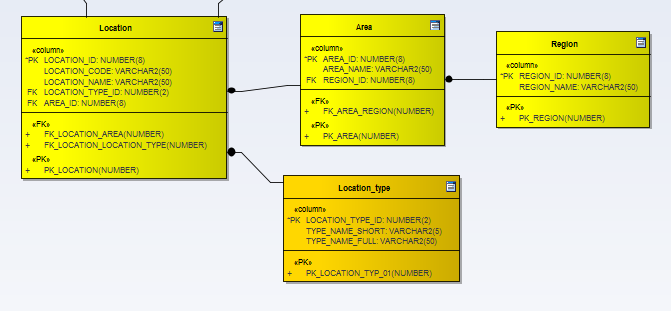 Location
«column»
*PK LOCATION_ID: NUMBER(8)
LOCATION_CODE: VARCHAR2(50)
LOCATION_NAME: VARCHAR2(50)
FK LOCATION_TYPE_ID: NUMBER(2)
FK AREA_ID: NUMBER(8)
«FK»
+ FK_LOCATION_AREA(NUMBER)
+ FK_LOCATION_LOCATION_TYPE(NUMBER)
«PK»
+ PK_LOCATION(NUMBER)
Area
«column»
*PK AREA_ID: NUMBER(8)
AREA_NAME: VARCHAR2(50)
FK REGION_ID: NUMBER(8)
«FK»
+ FK_AREA_REGION(NUMBER)
«PK»
+ PK_AREA(NUMBER)
Region
«column»
*PK REGION_ID: NUMBER(8)
REGION_NAME: VARCHAR2(50)
«PK»
+ PK_REGION(NUMBER)
Location_type
«column»
*PK LOCATION_TYPE_ID: NUMBER(2)
TYPE_NAME_SHORT: VARCHAR2(5)
TYPE_NAME_FULL: VARCHAR2(50)
«PK»
+ PK_LOCATION_TYP_01(NUMBER)